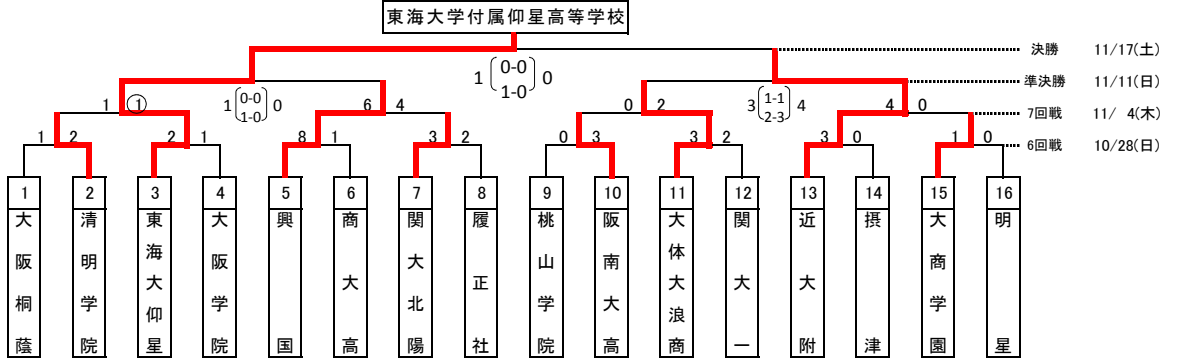 東海大学付属仰星高等学校
決勝 11/17(土)
1 0-0 0
1-0
準決勝 11/11(日)
1 0-0 0
1-0
3 1-1 4
2-3
1 ① 6 4 0 2 4 0 7回戦 11/ 4(木)
1 2 2 1 8 1 3 2 0 3 3 2 3 0 1 0 6回戦 10/28(日)
1 2 3 4 5 6 7 8 9 10 11 12 13 14 15 16
大阪桐蔭
清明学院
東海大仰星
大阪学院
興国
商大高
関大北陽
履正社
桃山学院
阪南大高
大体大浪商
関大一
近大附
摂津
大商学園
明星